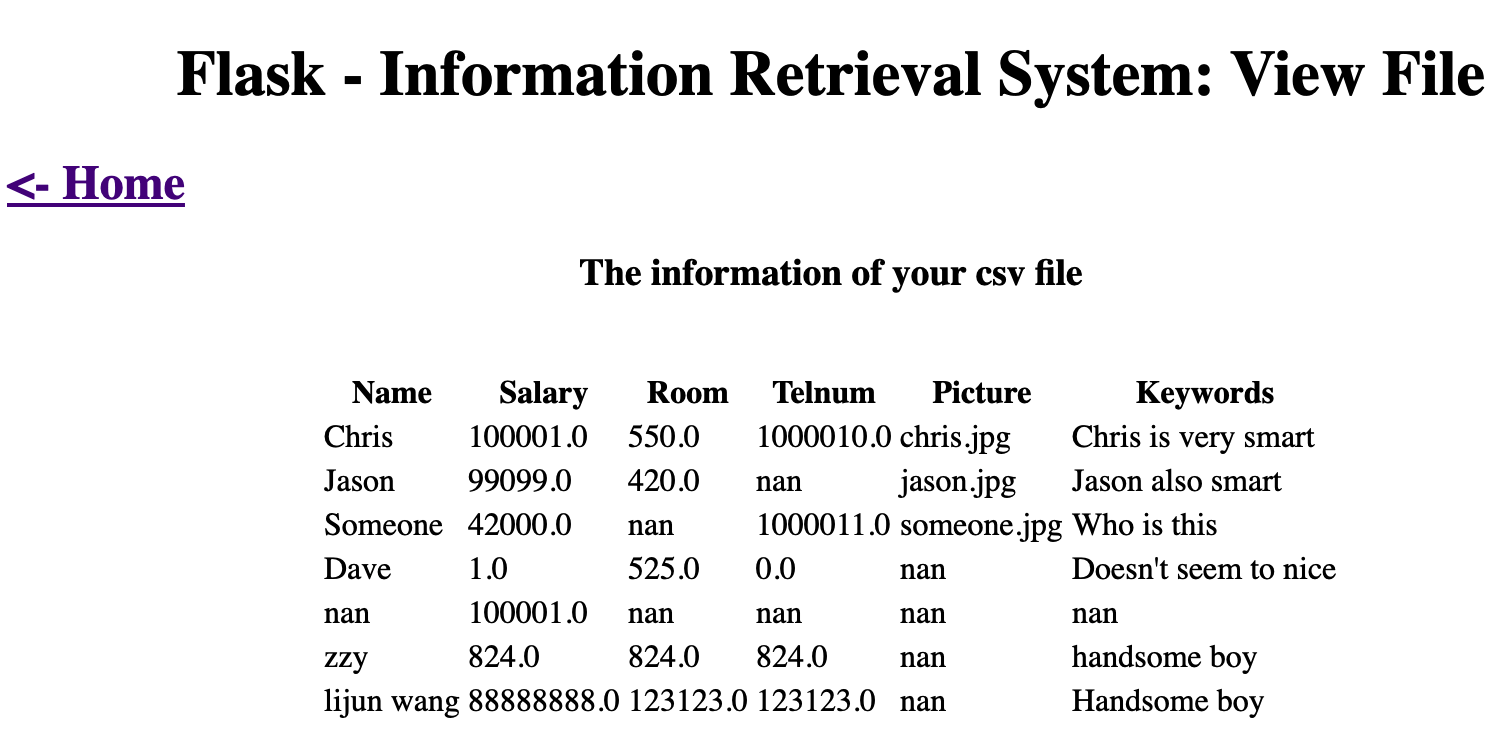 Flask - Information Retrieval System: View File
<- Home
The information of your csv file
Name Salary Room Telnum Picture Keywords
Chris 100001.0 550.0 1000010.0 chris.jpg Chris is very smart
Jason 99099.0 420.0 nan jason.jpg Jason also smart
Someone 42000.0 nan 1000011.0 someone.jpg Who is this
Dave 1.0 525.0 0.0 nan Doesn't seem to nice
nan 100001.0 nan nan nan nan
zzy 824.0 824.0 824.0 nan handsome boy
lijun wang 88888888.0 123123.0 123123.0 nan Handsome boy